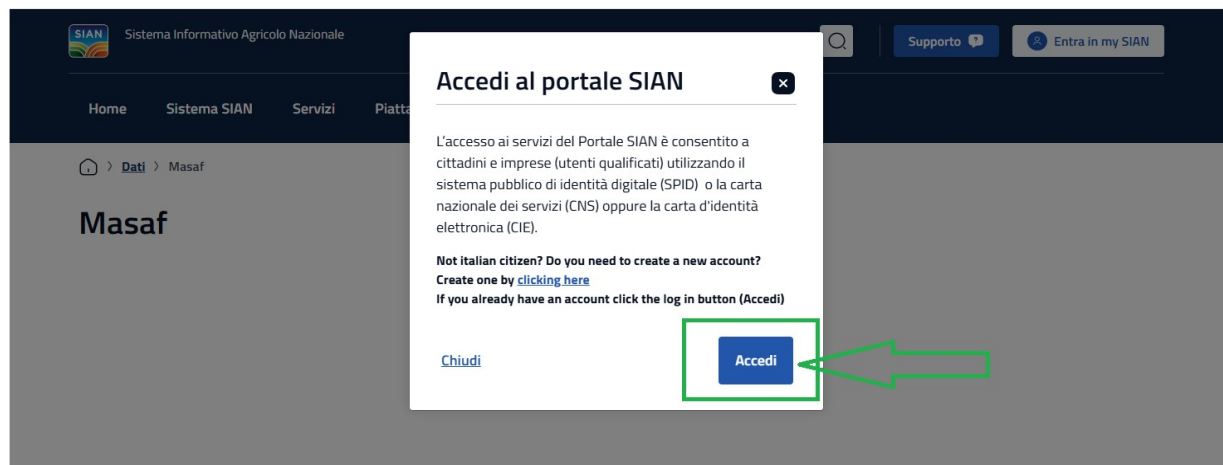 SIAN
Sistema Informativo Agricolo Nazionale
Supporto
Entra in my SIAN
Home
Sistema SIAN
Servizi
Piatta
Dati
Masaf
Masaf
Accedi al portale SIAN
L'accesso ai servizi del Portale SIAN è consentito a
cittadini e imprese (utenti qualificati) utilizzando il
sistema pubblico di identità digitale (SPID) o la carta
nazionale dei servizi (CNS) oppure la carta d'identità
elettronica (CIE).
Not italian citizen? Do you need to create a new account?
Create one by clicking here
If you already have an account click the log in button (Accedi)
Chiudi
Accedi